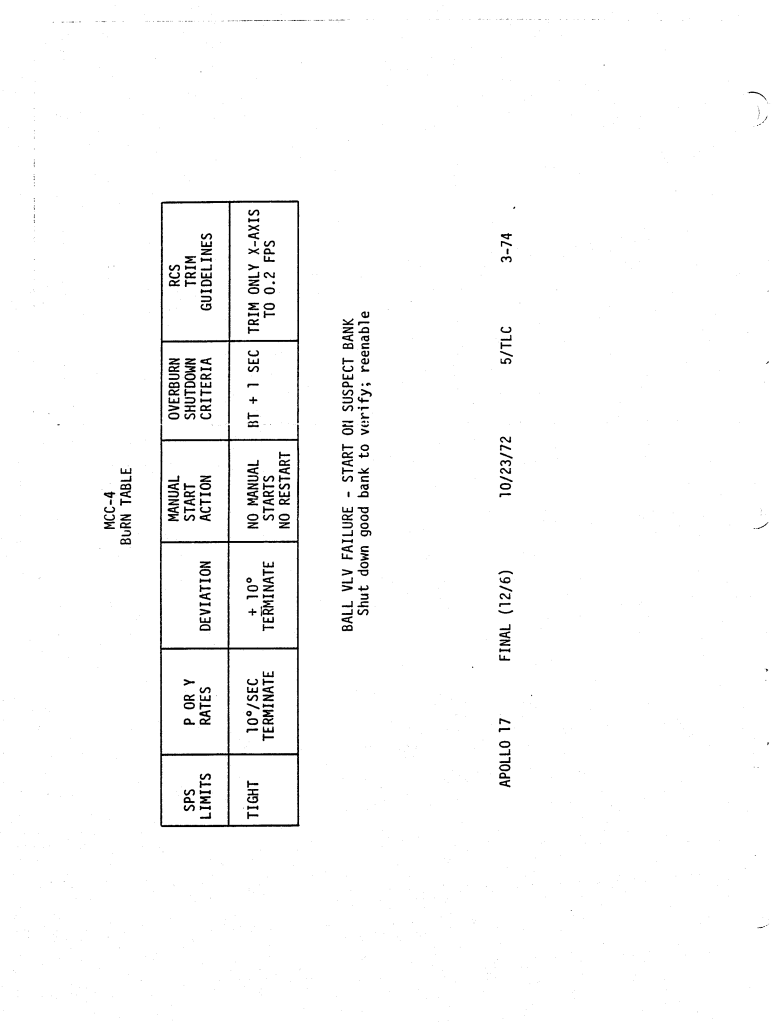 MCC-4
BURN TABLE
SPS
LIMITS
P OR Y
RATES
DEVIATION
MANUAL
START
ACTION
OVERBURN
SHUTDOWN
CRITERIA
RCS
TRIM
GUIDELINES
TIGHT
10°/SEC
TERMINATE
+ 10°
TERMINATE
NO MANUAL
STARTS
NO RESTART
BT + 1 SEC
TRIM ONLY X-AXIS
TO 0.2 FPS
BALL VLV FAILURE - START ON SUSPECT BANK
Shut down good bank to verify; reenable
APOLLO 17 FINAL (12/6) 10/23/72 5/TLC 3-74